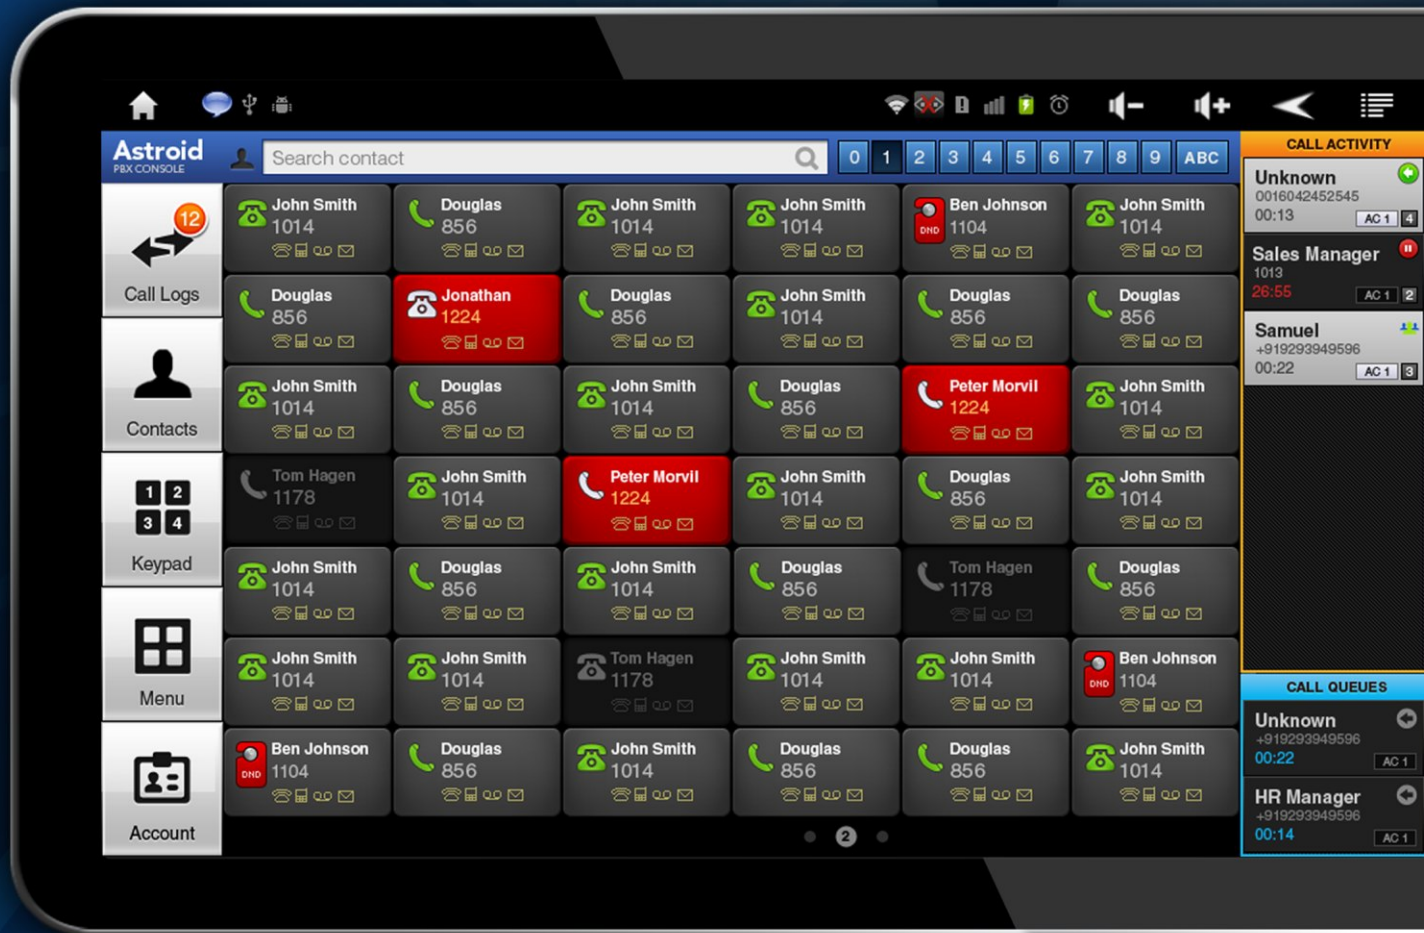 Astroid
PBX CONSOLE
Search contact
0 1 2 3 4 5 6 7 8 9 ABC
12
Call Logs
Contacts
1 2
3 4
Keypad
Menu
Account
John Smith Douglas John Smith John Smith Ben Johnson John Smith
1014 856 1014 1014 DND 1104 1014
Douglas Jonathan Douglas John Smith Douglas Douglas
856 1224 856 1014 856 856
John Smith Douglas John Smith Douglas Peter Morvil John Smith
1014 856 1014 856 1224 1014
Tom Hagen John Smith Peter Morvil John Smith Douglas John Smith
1178 1014 1224 1014 856 1014
John Smith Douglas John Smith Douglas Tom Hagen Douglas
1014 856 1014 856 1178 856
John Smith John Smith Tom Hagen John Smith John Smith Ben Johnson
1014 1014 1178 1014 1014 DND 1104
Ben Johnson Douglas John Smith Douglas Douglas John Smith
DND 1104 856 1014 856 856 1014
2
CALL ACTIVITY
Unknown
0016042452545
00:13 AC 1 4
Sales Manager
1013
26:55 AC 1 2
Samuel
+919293949596
00:22 AC 1 3
CALL QUEUES
Unknown
+919293949596
00:22 AC 1
HR Manager
+919293949596
00:14 AC 1